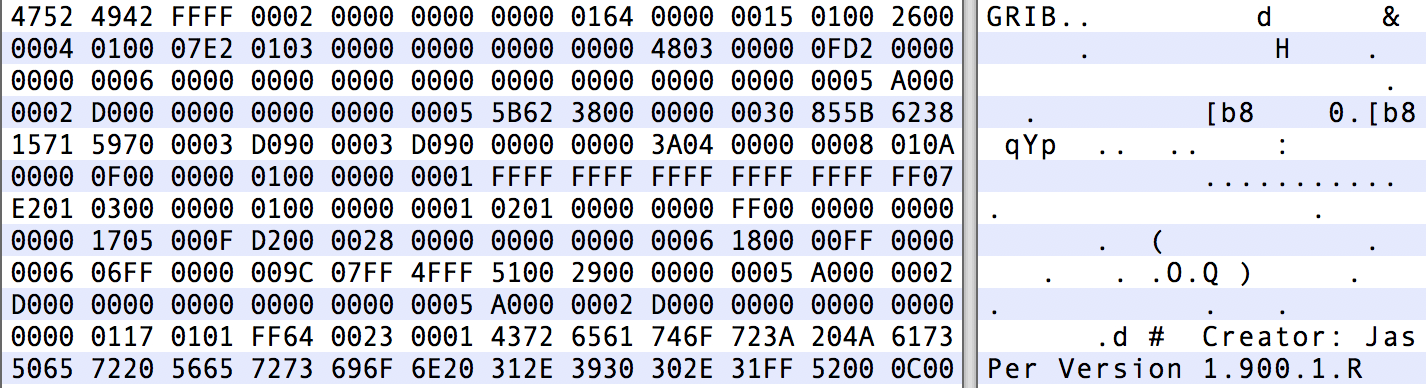 4752 4942 FFFF 0002 0000 0000 0000 0164 0000 0015 0100 2600 GRIB.. d &
0004 0100 07E2 0103 0000 0000 0000 4803 0000 0FD2 0000 . H .
0000 0006 0000 0000 0000 0000 0000 0000 0000 0005 A000 .
0002 D000 0000 0000 0005 5B62 3800 0000 0030 855B 6238 . [b8 0.[b8
1571 5970 0003 D090 0003 D090 0000 0000 3A04 0000 0008 010A qYp .. .. :
0000 0F00 0000 0100 0000 0001 FFFF FFFF FFFF FFFF FFFF FF07 ...........
E201 0300 0000 0100 0000 0001 0201 0000 0000 FF00 0000 0000 . .
0000 1705 000F D200 0028 0000 0000 0000 0006 1800 00FF 0000 . ( .
0006 06FF 0000 009C 07FF 4FFF 5100 2900 0000 0005 A000 0002 . . .O.Q ) .
D000 0000 0000 0000 0005 A000 0002 D000 0000 0000 0000 . . .
0000 0117 0101 FF64 0023 0001 4372 6561 746F 723A 204A 6173 .d # Creator: Jas
5065 7220 5665 7273 696F 6E20 312E 3930 302E 31FF 5200 0C00 Per Version 1.900.1.R